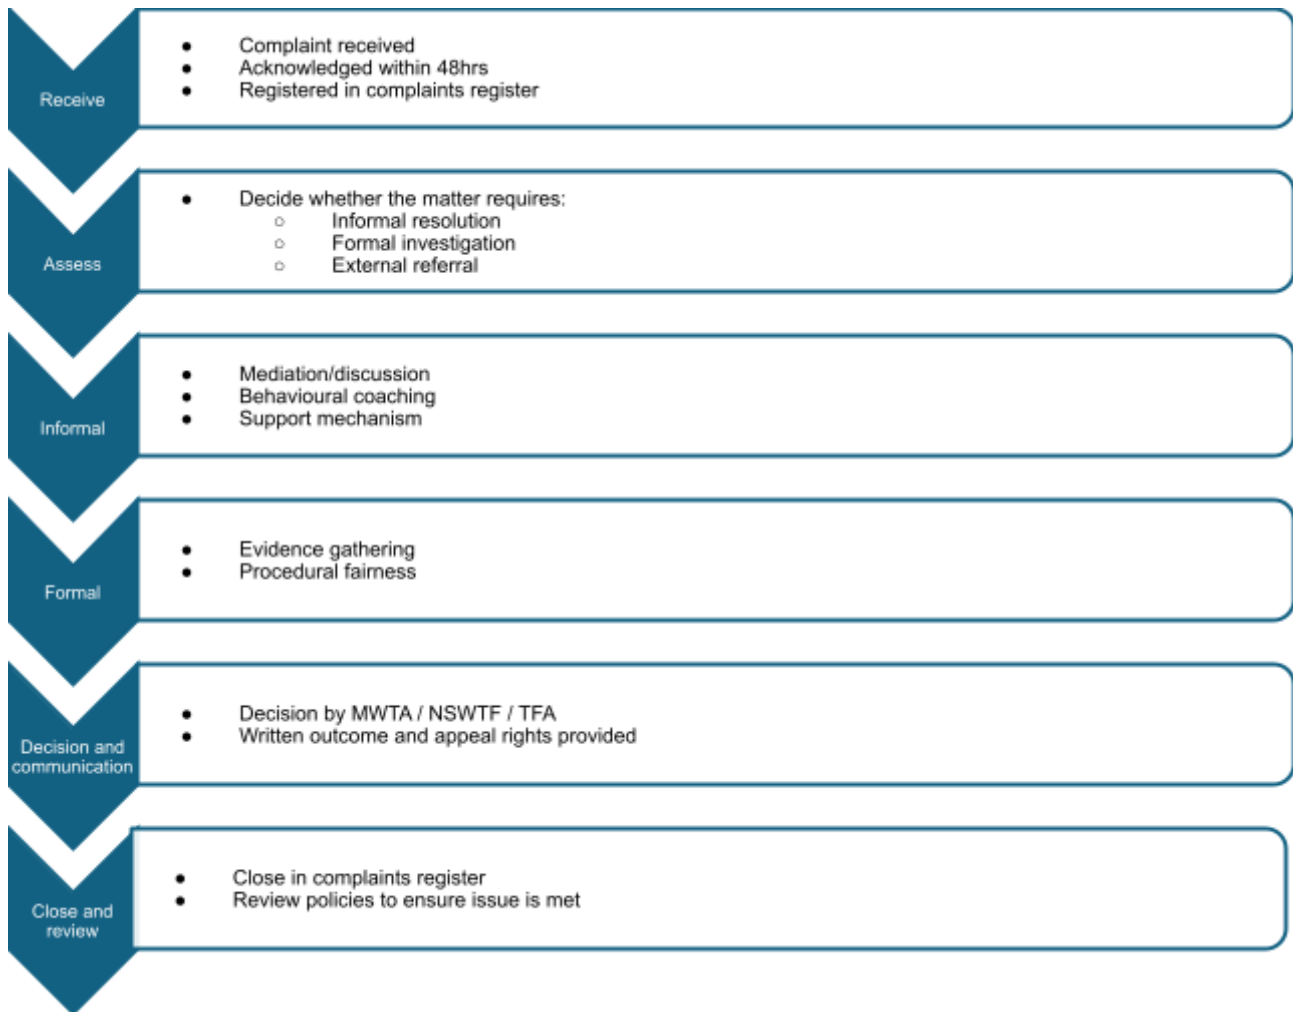 Receive
● Complaint received
● Acknowledged within 48hrs
● Registered in complaints register
Assess
● Decide whether the matter requires:
○ Informal resolution
○ Formal investigation
○ External referral
Informal
● Mediation/discussion
● Behavioural coaching
● Support mechanism
Formal
● Evidence gathering
● Procedural fairness
Decision and
communication
● Decision by MWTA / NSWTF / TFA
● Written outcome and appeal rights provided
Close and
review
● Close in complaints register
● Review policies to ensure issue is met